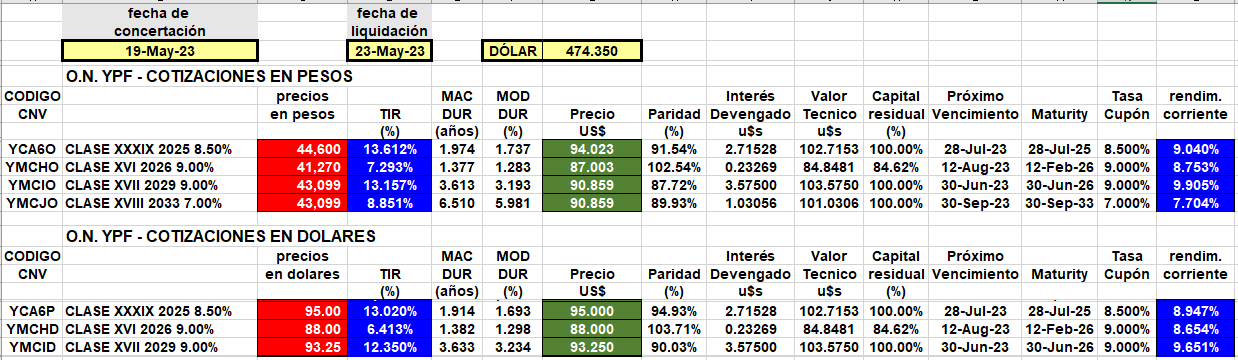 fecha de fecha de
concertación liquidación
19-May-23 23-May-23 DÓLAR 474.350
O.N. YPF - COTIZACIONES EN PESOS
CODIGO precios MAC MOD Interés Valor Capital Próximo Tasa rendim.
CNV en pesos TIR DUR DUR Precio Paridad Devengado Tecnico residual Vencimiento Maturity Cupón corriente
(%) (años) (%) US$ (%) u$s u$s (%)
YCA6O CLASE XXXIX 2025 8.50% 44,600 13.612% 1.974 1.737 94.023 91.54% 2.71528 102.7153 100.00% 28-Jul-23 28-Jul-25 8.500% 9.040%
YMCHO CLASE XVI 2026 9.00% 41,270 7.293% 1.377 1.283 87.003 102.54% 0.23269 84.8481 84.62% 12-Aug-23 12-Feb-26 9.000% 8.753%
YMCIO CLASE XVII 2029 9.00% 43,099 13.157% 3.613 3.193 90.859 87.72% 3.57500 103.5750 100.00% 30-Jun-23 30-Jun-26 9.000% 9.905%
YMCJO CLASE XVIII 2033 7.00% 43,099 8.851% 6.510 5.981 90.859 89.93% 1.03056 101.0306 100.00% 30-Sep-23 30-Sep-33 7.000% 7.704%
O.N. YPF - COTIZACIONES EN DOLARES
CODIGO precios MAC MOD Interés Valor Capital Próximo Tasa rendim.
CNV en dolares TIR DUR DUR Precio Paridad Devengado Tecnico residual Vencimiento Maturity Cupón corriente
(%) (años) (%) US$ (%) u$s u$s (%)
YCA6P CLASE XXXIX 2025 8.50% 95.00 13.020% 1.914 1.693 95.000 94.93% 2.71528 102.7153 100.00% 28-Jul-23 28-Jul-25 8.500% 8.947%
YMCHD CLASE XVI 2026 9.00% 88.00 6.413% 1.382 1.298 88.000 103.71% 0.23269 84.8481 84.62% 12-Aug-23 12-Feb-26 9.000% 8.654%
YMCID CLASE XVII 2029 9.00% 93.25 12.350% 3.633 3.234 93.250 90.03% 3.57500 103.5750 100.00% 30-Jun-23 30-Jun-26 9.000% 9.651%